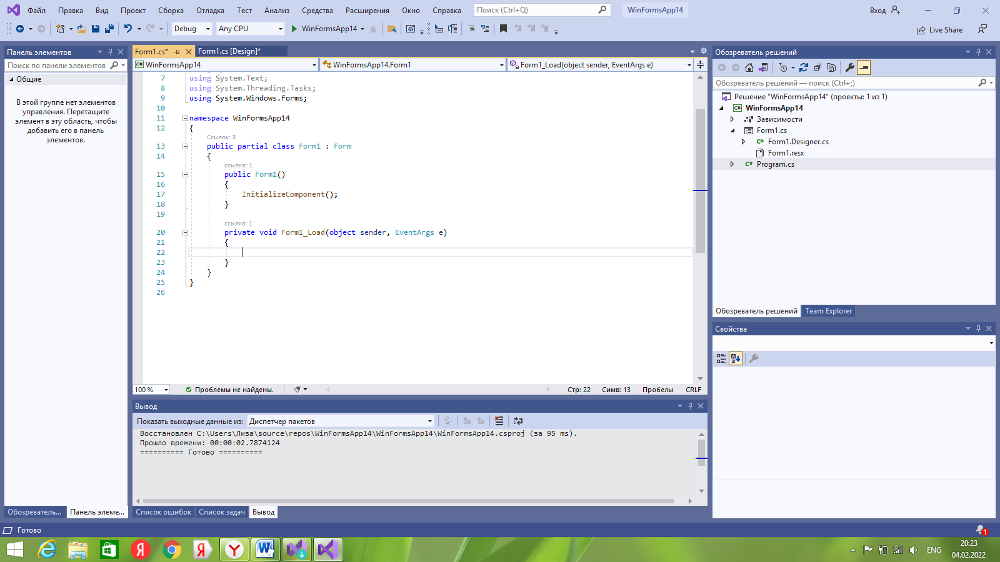 Файл Правка Вид Проект Сборка Отладка Тест Анализ Средства Расширения Окно Справка Поиск (Ctrl+Q) WinFormsApp14 Вход
Debug Any CPU WinFormsApp14 Live Share
Панель элементов
Поиск по панели элементов
Общие
В этой группе нет элементов
управления. Перетащите
элемент в эту область, чтобы
добавить его в панель
элементов.
Обозреватель... Панель элеме...
Form1.cs* Form1.cs [Design]*
WinFormsApp14 WinFormsApp14.Form1 Form1_Load(object sender, EventArgs e)
7 using System.Text;
8 using System.Threading.Tasks;
9 using System.Windows.Forms;
10
11 namespace WinFormsApp14
12 {
Ссылок: 3
13 public partial class Form1 : Form
14 {
ссылка: 1
15 public Form1()
16 {
17 InitializeComponent();
18 }
19
ссылка: 1
20 private void Form1_Load(object sender, EventArgs e)
21 {
22
23 }
24 }
25 }
26
100 % Проблемы не найдены. Стр: 22 Симв: 13 Пробелы CRLF
Вывод
Показать выходные данные из: Диспетчер пакетов
Восстановлен C:\Users\Лиза\source\repos\WinFormsApp14\WinFormsApp14\WinFormsApp14.csproj (за 95 ms).
Прошло времени: 00:00:02.7874124
========== Готово ==========
Список ошибок Список задач Вывод
Обозреватель решений
Обозреватель решений — поиск (Ctrl+;)
Решение "WinFormsApp14" (проекты: 1 из 1)
C# WinFormsApp14
Зависимости
Form1.cs
C# Form1.Designer.cs
Form1.resx
C# Program.cs
Обозреватель решений Team Explorer
Свойства
Готово 1
ENG 20:23
04.02.2022